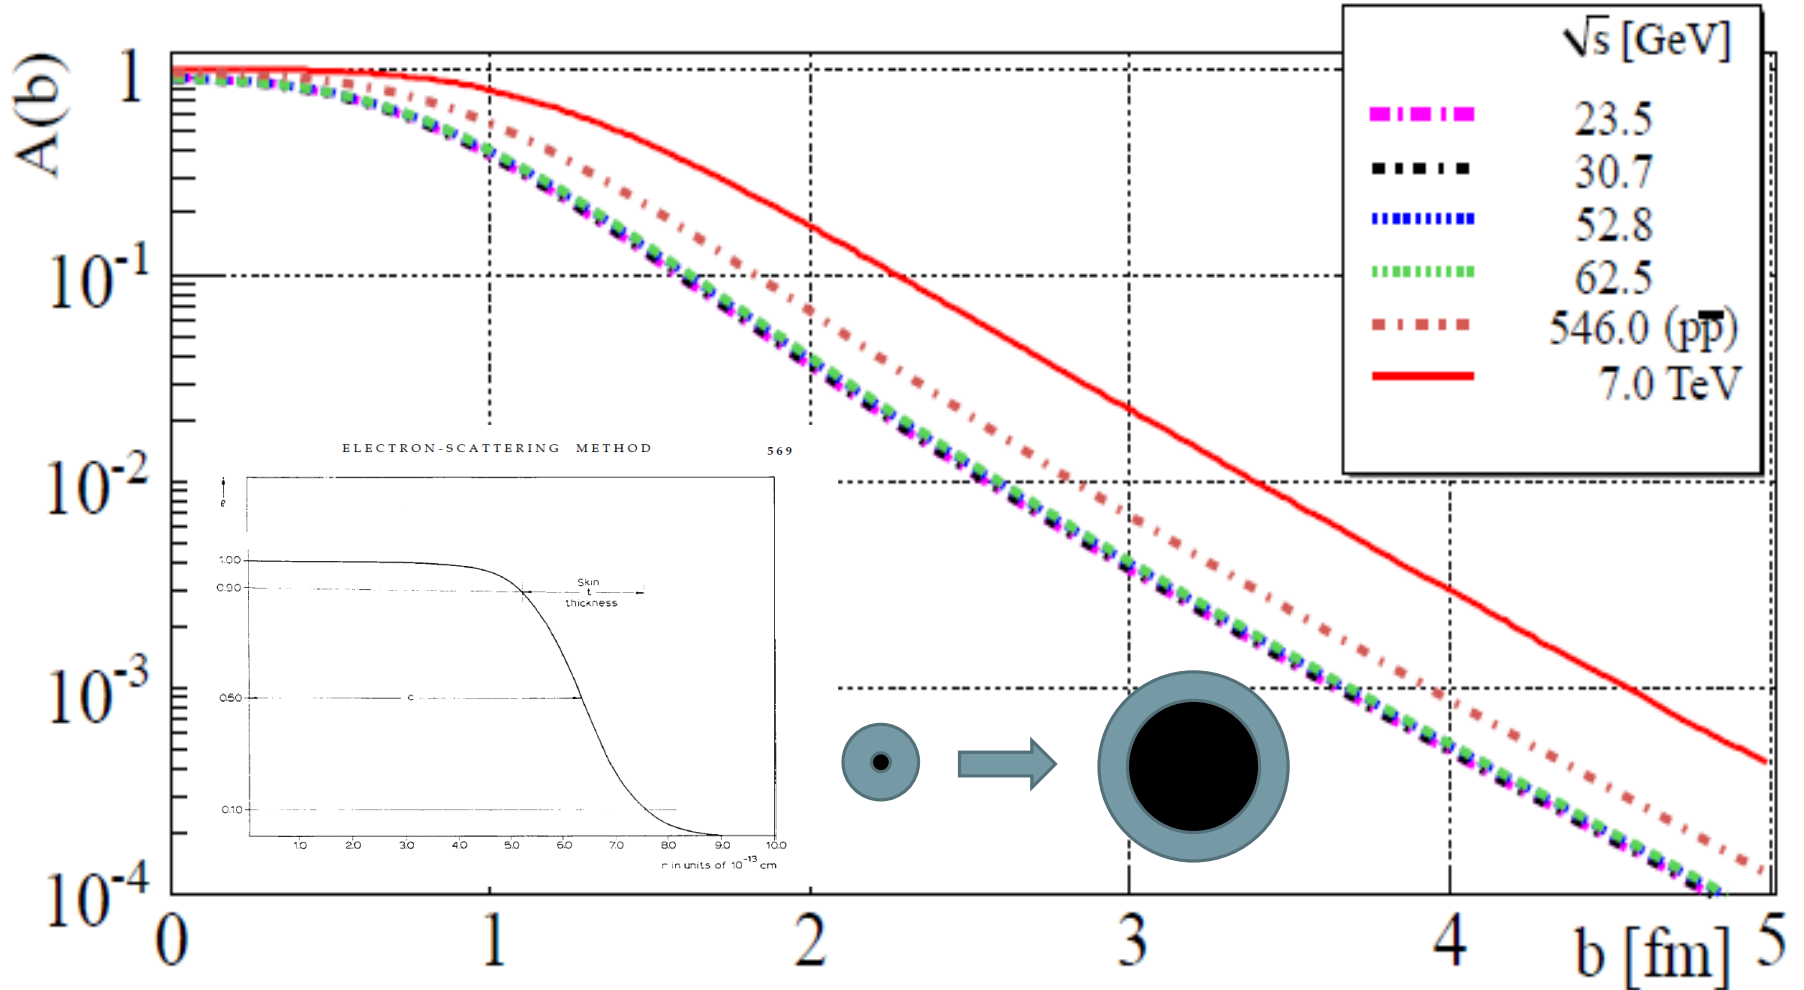 A(b)
1
10-1
10-2
10-3
10-4
√s [GeV]
23.5
30.7
52.8
62.5
546.0 (pp̅)
7.0 TeV
ELECTRON-SCATTERING METHOD 569
ρ
1.00
0.90
0.50
0.10
Skin
t
thickness
c
1.0 2.0 3.0 4.0 5.0 6.0 7.0 8.0 9.0 10.0
r in units of 10-13 cm
0 1 2 3 4 5
b [fm]